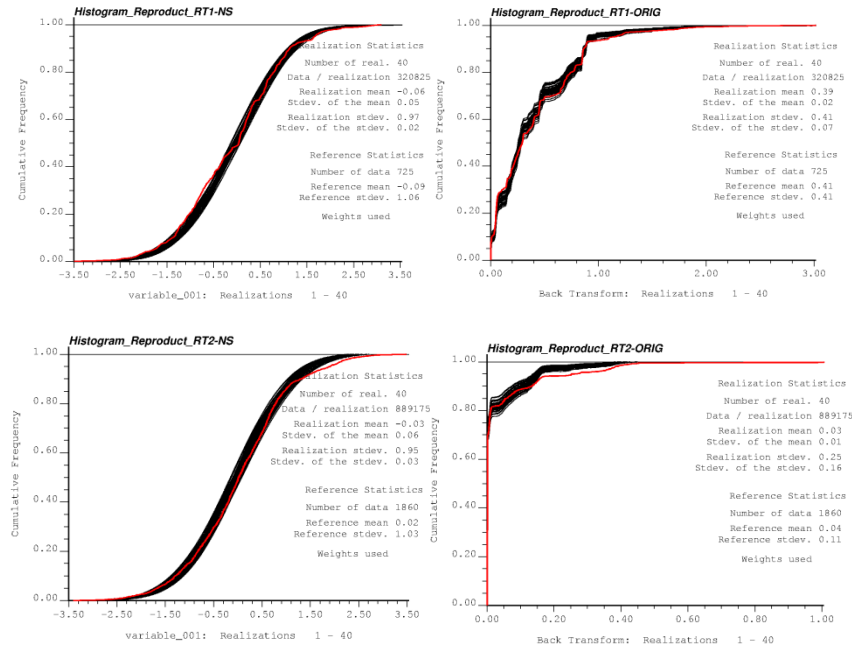 Histogram_Reproduct_RT1-NS
Cumulative Frequency
1.00
0.80
0.60
0.40
0.20
0.00
-3.50
-2.50
-1.50
-0.50
0.50
1.50
2.50
3.50
Realization Statistics
Number of real. 40
Data / realization 320825
Realization mean -0.06
Stdev. of the mean 0.05
Realization stdev. 0.97
Stdev. of the stdev. 0.02
Reference Statistics
Number of data 725
Reference mean -0.09
Reference stdev. 1.06
Weights used
variable_001: Realizations 1 - 40
Histogram_Reproduct_RT1-ORIG
Cumulative Frequency
1.00
0.80
0.60
0.40
0.20
0.00
0.00
1.00
2.00
3.00
Realization Statistics
Number of real. 40
Data / realization 320825
Realization mean 0.39
Stdev. of the mean 0.02
Realization stdev. 0.41
Stdev. of the stdev. 0.07
Reference Statistics
Number of data 725
Reference mean 0.41
Reference stdev. 0.41
Weights used
Back Transform: Realizations 1 - 40
Histogram_Reproduct_RT2-NS
Cumulative Frequency
1.00
0.80
0.60
0.40
0.20
0.00
-3.50
-2.50
-1.50
-0.50
0.50
1.50
2.50
3.50
Realization Statistics
Number of real. 40
Data / realization 889175
Realization mean -0.03
Stdev. of the mean 0.06
Realization stdev. 0.95
Stdev. of the stdev. 0.03
Reference Statistics
Number of data 1860
Reference mean 0.02
Reference stdev. 1.03
Weights used
variable_001: Realizations 1 - 40
Histogram_Reproduct_RT2-ORIG
Cumulative Frequency
1.00
0.80
0.60
0.40
0.20
0.00
0.00
0.20
0.40
0.60
0.80
1.00
Realization Statistics
Number of real. 40
Data / realization 889175
Realization mean 0.03
Stdev. of the mean 0.01
Realization stdev. 0.25
Stdev. of the stdev. 0.16
Reference Statistics
Number of data 1860
Reference mean 0.04
Reference stdev. 0.11
Weights used
Back Transform: Realizations 1 - 40